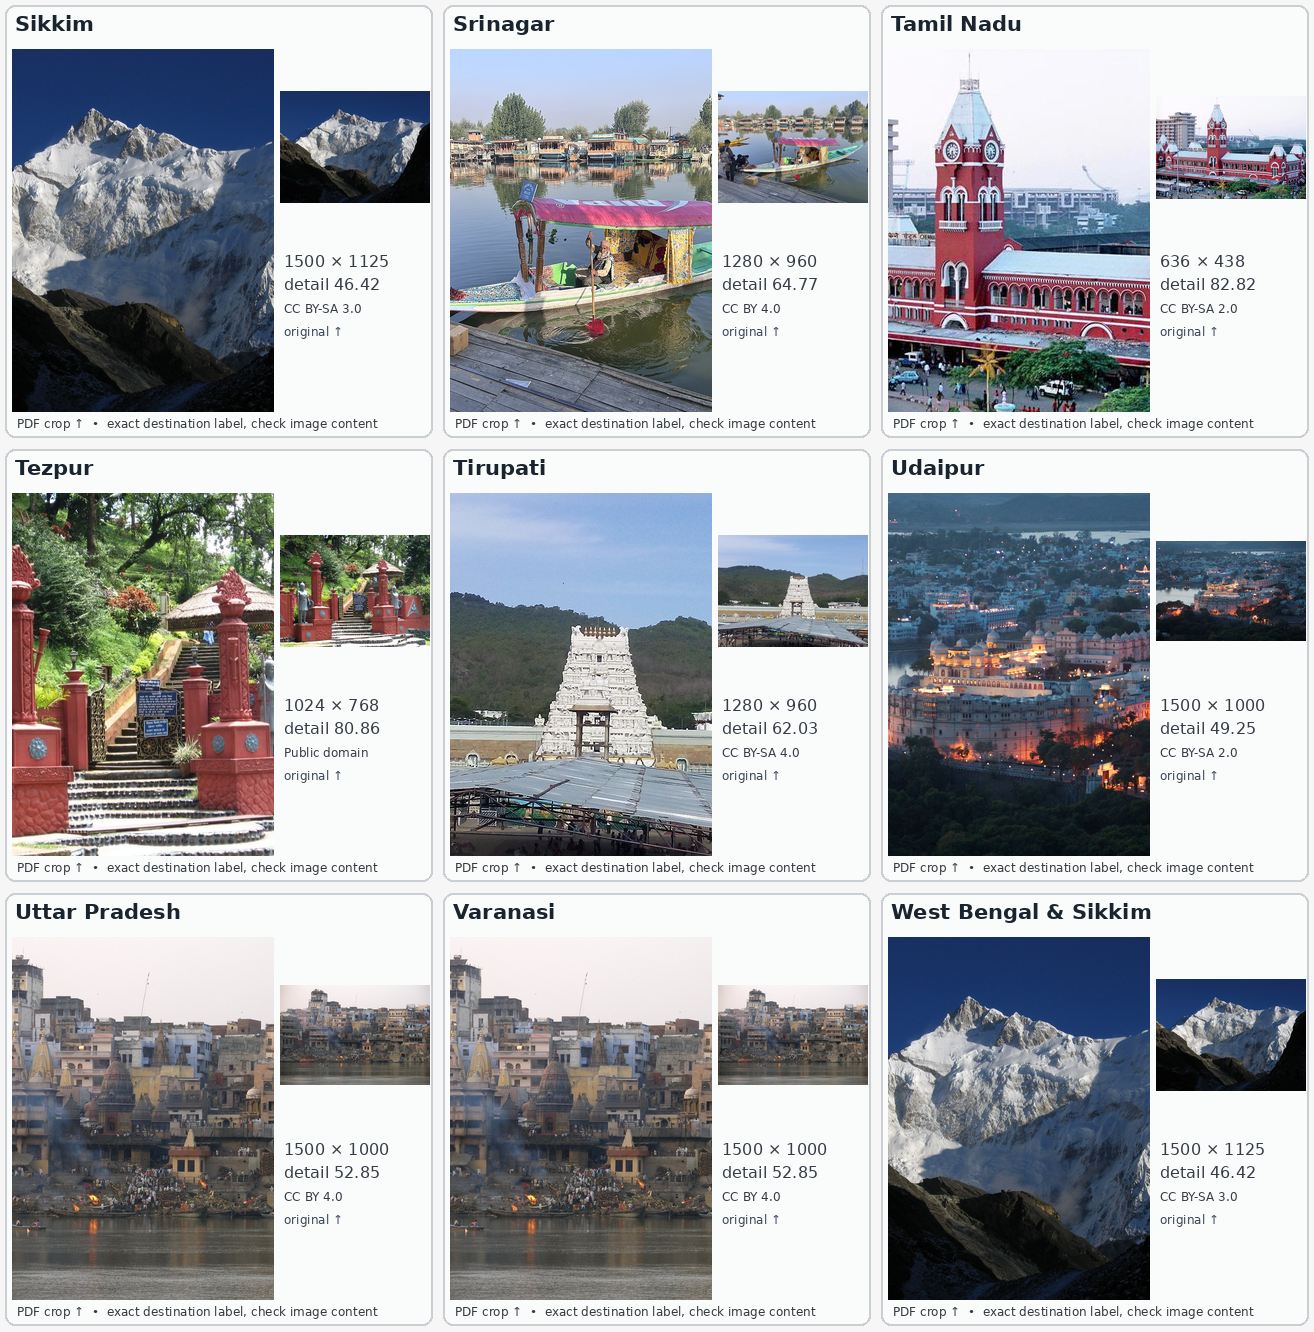 Sikkim
1500 × 1125
detail 46.42
CC BY-SA 3.0
original ↑
PDF crop ↑ • exact destination label, check image content
Srinagar
1280 × 960
detail 64.77
CC BY 4.0
original ↑
PDF crop ↑ • exact destination label, check image content
Tamil Nadu
636 × 438
detail 82.82
CC BY-SA 2.0
original ↑
PDF crop ↑ • exact destination label, check image content
Tezpur
1024 × 768
detail 80.86
Public domain
original ↑
PDF crop ↑ • exact destination label, check image content
Tirupati
1280 × 960
detail 62.03
CC BY-SA 4.0
original ↑
PDF crop ↑ • exact destination label, check image content
Udaipur
1500 × 1000
detail 49.25
CC BY-SA 2.0
original ↑
PDF crop ↑ • exact destination label, check image content
Uttar Pradesh
1500 × 1000
detail 52.85
CC BY 4.0
original ↑
PDF crop ↑ • exact destination label, check image content
Varanasi
1500 × 1000
detail 52.85
CC BY 4.0
original ↑
PDF crop ↑ • exact destination label, check image content
West Bengal & Sikkim
1500 × 1125
detail 46.42
CC BY-SA 3.0
original ↑
PDF crop ↑ • exact destination label, check image content